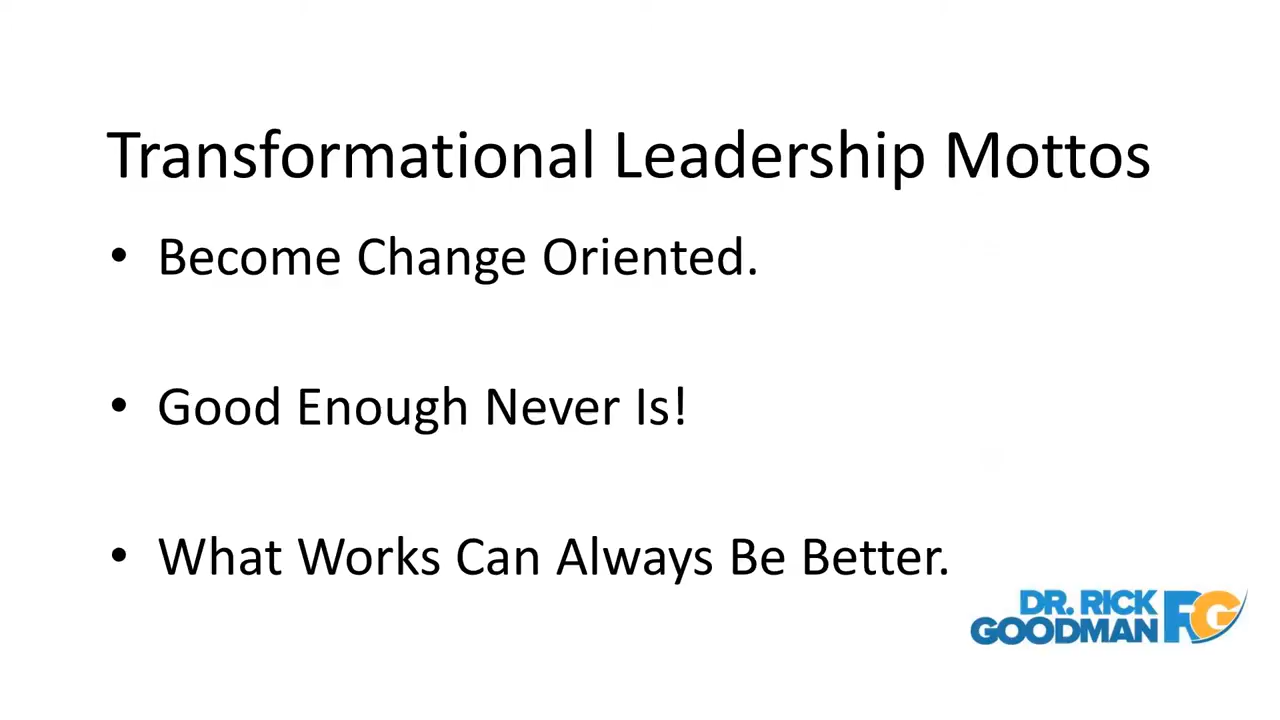 Transformational Leadership Mottos
• Become Change Oriented.
• Good Enough Never Is!
• What Works Can Always Be Better.
DR. RICK
GOODMAN
RG